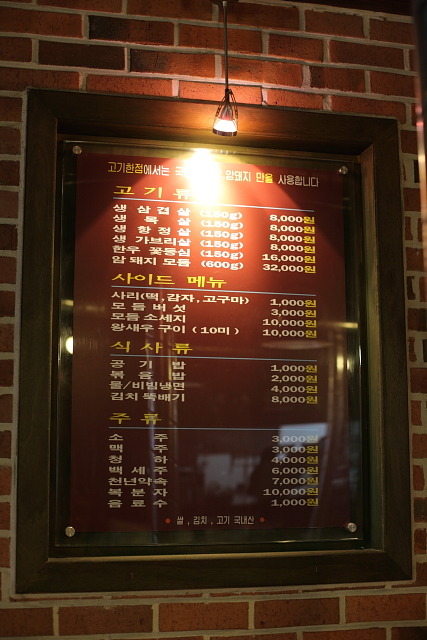 고기한점에서는 국 암돼지 만을 사용합니다
고 기 류
생 삼 겹 살 (150g) 8,000원
생 목 살 (150g) 8,000원
생 항 정 살 (150g) 8,000원
생 가브리살 (150g) 8,000원
한우 꽃등심 (150g) 16,000원
암 돼지 모듬 (600g) 32,000원
사이드 메뉴
사리(떡,감자,고구마) 1,000원
모 듬 버 섯 3,000원
모듬 소세지 10,000원
왕새우 구이 (10미) 10,000원
식 사 류
공 기 밥 1,000원
볶 음 밥 2,000원
물/비빔냉면 4,000원
김치 뚝배기 8,000원
주 류
소 주 3,000원
맥 주 3,000원
청 하 4,000원
백 세 주 6,000원
천년약속 7,000원
복 분 자 10,000원
음 료 수 1,000원
쌀 , 김치 , 고기 국내산